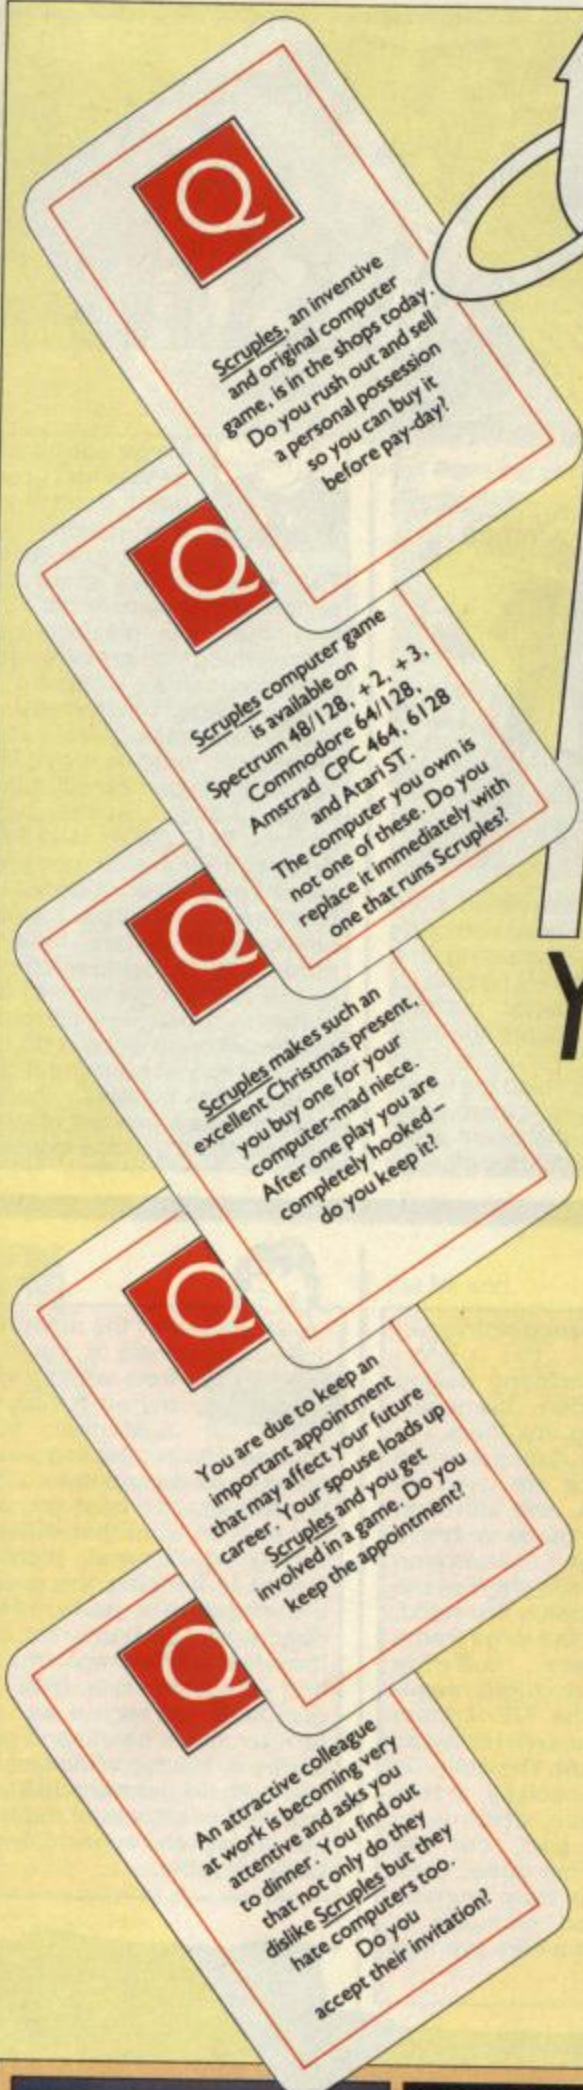 Q
Scruples, an inventive
and original computer
game, is in the shops today.
Do you rush out and sell
a personal possession
so you can buy it
before pay-day?
Q
Scruples computer game
is available on
Spectrum 48/128, +2, +3,
Commodore 64/128,
Amstrad CPC 464, 6128
and Atari ST.
The computer you own is
not one of these. Do you
replace it immediately with
one that runs Scruples?
Q
Scruples makes such an
excellent Christmas present,
you buy one for your
computer-mad niece.
After one play you are
completely hooked –
do you keep it?
Q
You are due to keep an
important appointment
that may affect your future
career. Your spouse loads up
Scruples and you get
involved in a game. Do you
keep the appointment?
Q
An attractive colleague
at work is becoming very
attentive and asks you
to dinner. You find out
that not only do they
dislike Scruples but they
hate computers too.
Do you
accept their invitation?
Y